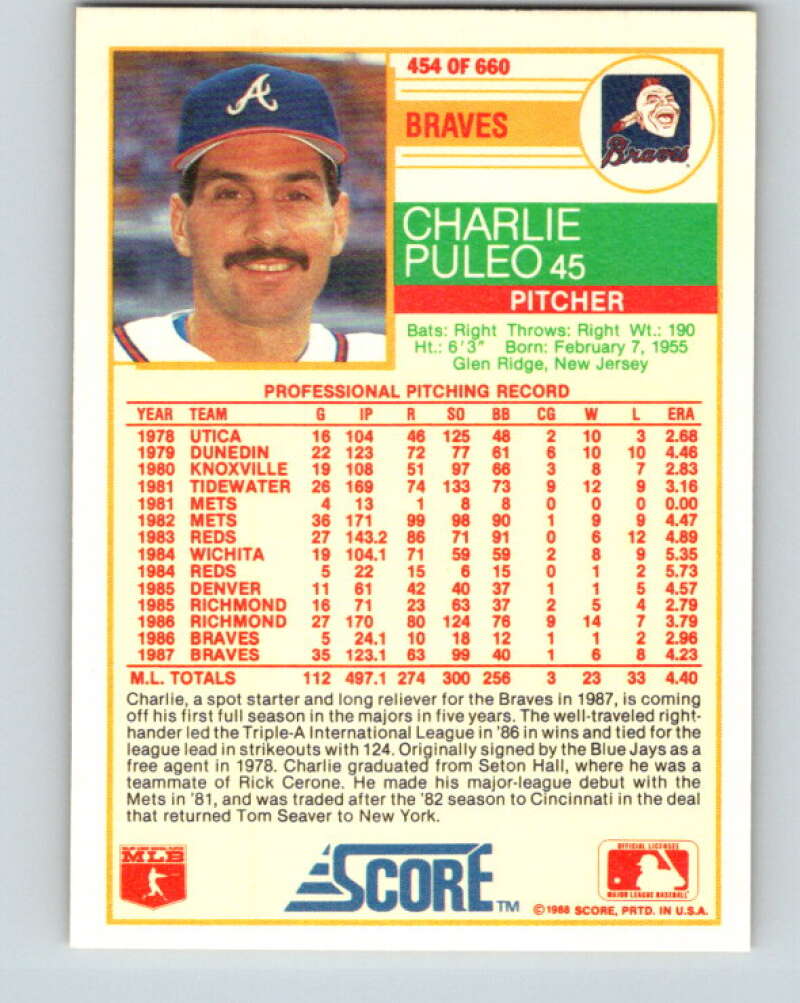 454 OF 660
BRAVES
Braves
A
CHARLIE
PULEO 45
PITCHER
Bats: Right Throws: Right Wt.: 190
Ht.: 6'3" Born: February 7, 1955
Glen Ridge, New Jersey
PROFESSIONAL PITCHING RECORD
YEAR TEAM G IP R SO BB CG W L ERA
1978 UTICA 16 104 46 125 48 2 10 3 2.68
1979 DUNEDIN 22 123 72 77 61 6 10 10 4.46
1980 KNOXVILLE 19 108 51 97 66 3 8 7 2.83
1981 TIDEWATER 26 169 74 133 73 9 12 9 3.16
1981 METS 4 13 1 8 8 0 0 0 0.00
1982 METS 36 171 99 98 90 1 9 9 4.47
1983 REDS 27 143.2 86 71 91 0 6 12 4.89
1984 WICHITA 19 104.1 71 59 59 2 8 9 5.35
1984 REDS 5 22 15 6 15 0 1 2 5.73
1985 DENVER 11 61 42 40 37 1 1 5 4.57
1985 RICHMOND 16 71 23 63 37 2 5 4 2.79
1986 RICHMOND 27 170 80 124 76 9 14 7 3.79
1986 BRAVES 5 24.1 10 18 12 1 1 2 2.96
1987 BRAVES 35 123.1 63 99 40 1 6 8 4.23
M.L. TOTALS 112 497.1 274 300 256 3 23 33 4.40
Charlie, a spot starter and long reliever for the Braves in 1987, is coming
off his first full season in the majors in five years. The well-traveled right-
hander led the Triple-A International League in '86 in wins and tied for the
league lead in strikeouts with 124. Originally signed by the Blue Jays as a
free agent in 1978. Charlie graduated from Seton Hall, where he was a
teammate of Rick Cerone. He made his major-league debut with the
Mets in '81, and was traded after the '82 season to Cincinnati in the deal
that returned Tom Seaver to New York.
MLB
SCORE™
OFFICIAL LICENSEE
MAJOR LEAGUE BASEBALL
©1988 SCORE, PRTD. IN U.S.A.